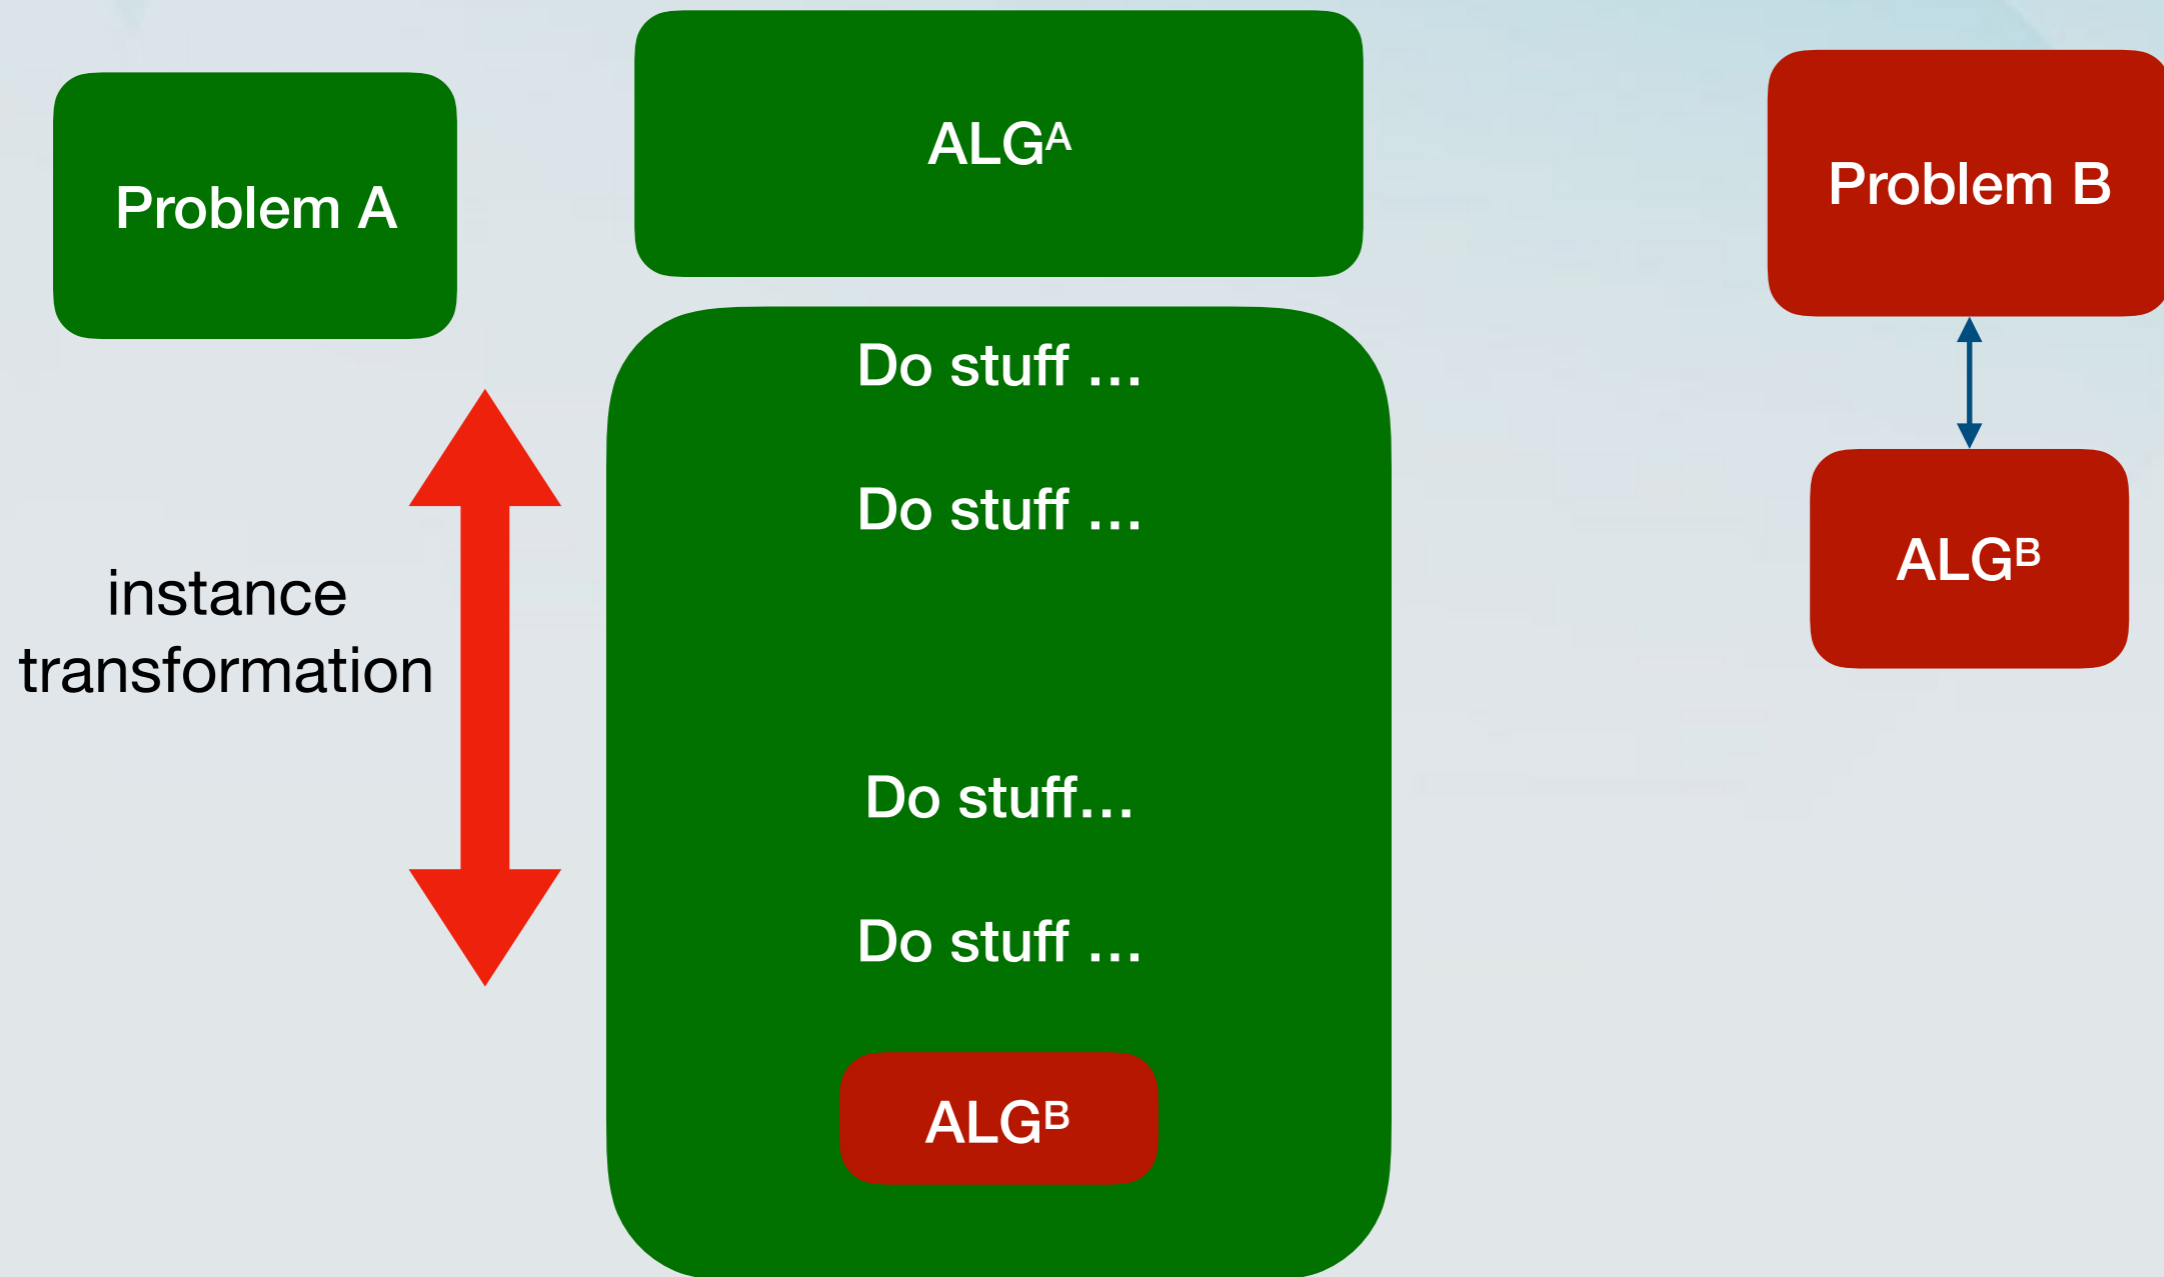 Problem A
ALGᴬ
Problem B
Do stuff …
Do stuff …
instance
transformation
ALGᴮ
Do stuff…
Do stuff …
ALGᴮ